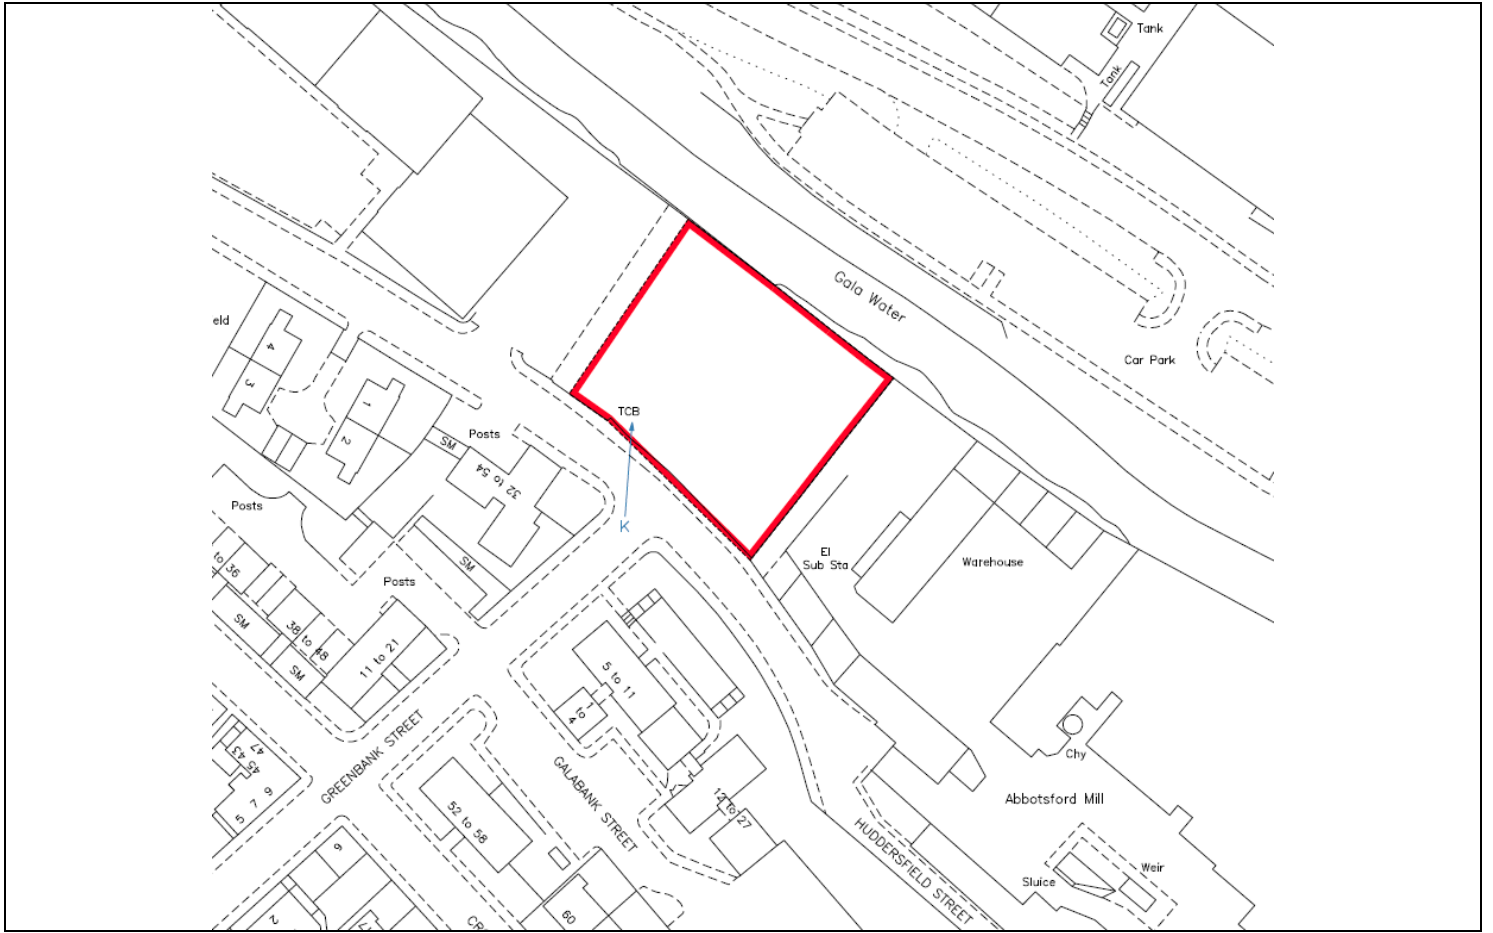 Tank
Tank
Gala Water
eld
4
3
Car Park
1
2
TCB
Posts
SM
32 to 54
Posts
K
El
Sub Sta
Warehouse
to 36
SM
Posts
SM
38 to 48
SM
11 to 21
5 to 11
1 to 4
GREENBANK STREET
47
45 43
5 7 9
Chy
GALABANK STREET
52 to 58
12 to 27
Abbotsford Mill
HUDDERSFIELD STREET
9
Weir
Sluice
2
17
CR
60